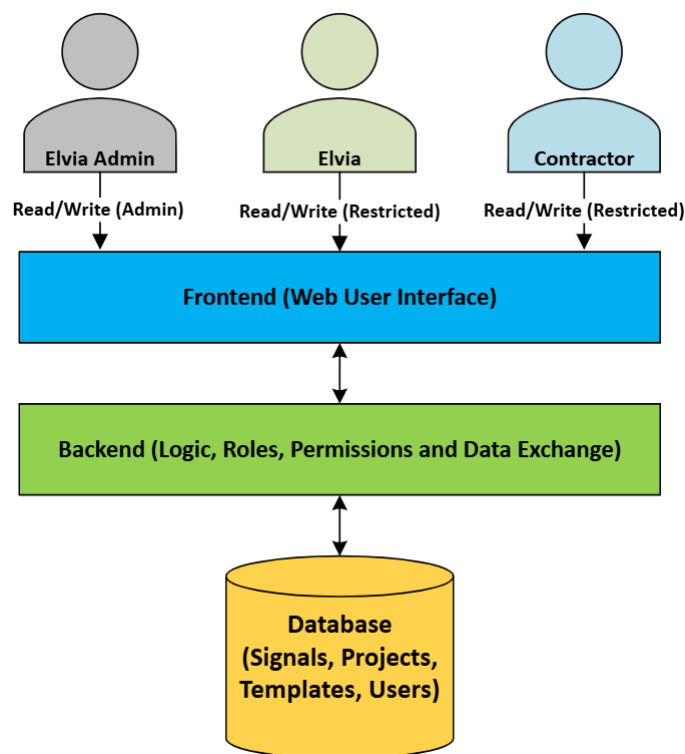 Elvia Admin
Elvia
Contractor
Read/Write (Admin)
Read/Write (Restricted)
Read/Write (Restricted)
Frontend (Web User Interface)
Backend (Logic, Roles, Permissions and Data Exchange)
Database
(Signals, Projects,
Templates, Users)